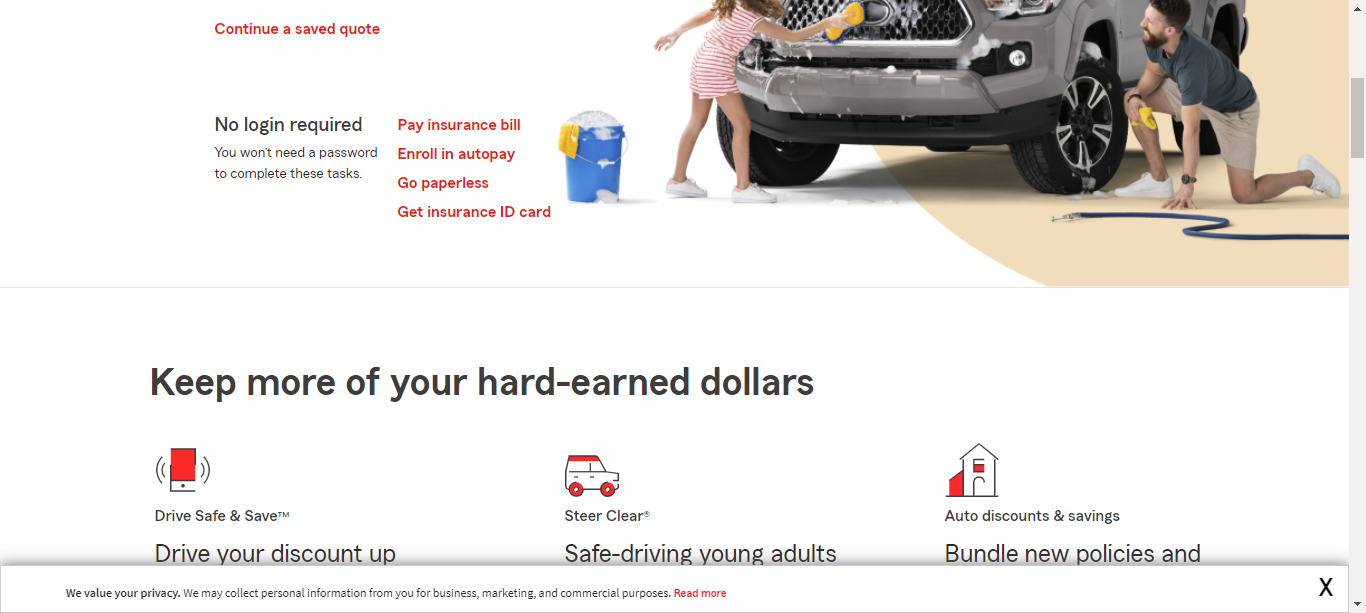 Continue a saved quote
No login required
You won't need a password
to complete these tasks.
Pay insurance bill
Enroll in autopay
Go paperless
Get insurance ID card
Keep more of your hard-earned dollars
Drive Safe & Save™
Drive your discount up
Steer Clear®
Safe-driving young adults
Auto discounts & savings
Bundle new policies and
We value your privacy. We may collect personal information from you for business, marketing, and commercial purposes. Read more
X